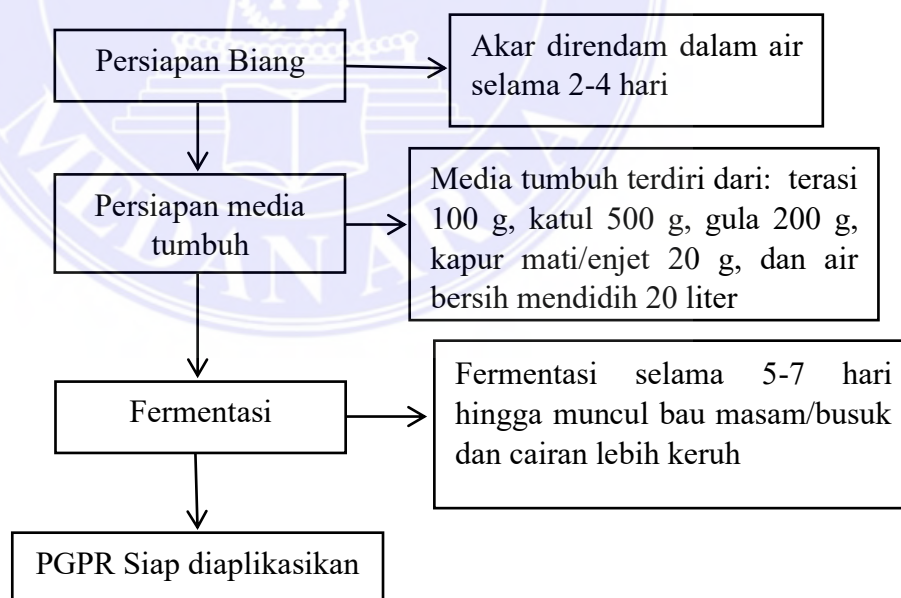 Persiapan Biang
Akar direndam dalam air
selama 2-4 hari
Persiapan media
tumbuh
Media tumbuh terdiri dari: terasi
100 g, katul 500 g, gula 200 g,
kapur mati/enjet 20 g, dan air
bersih mendidih 20 liter
Fermentasi
Fermentasi selama 5-7 hari
hingga muncul bau masam/busuk
dan cairan lebih keruh
PGPR Siap diaplikasikan
MEDAN AREA